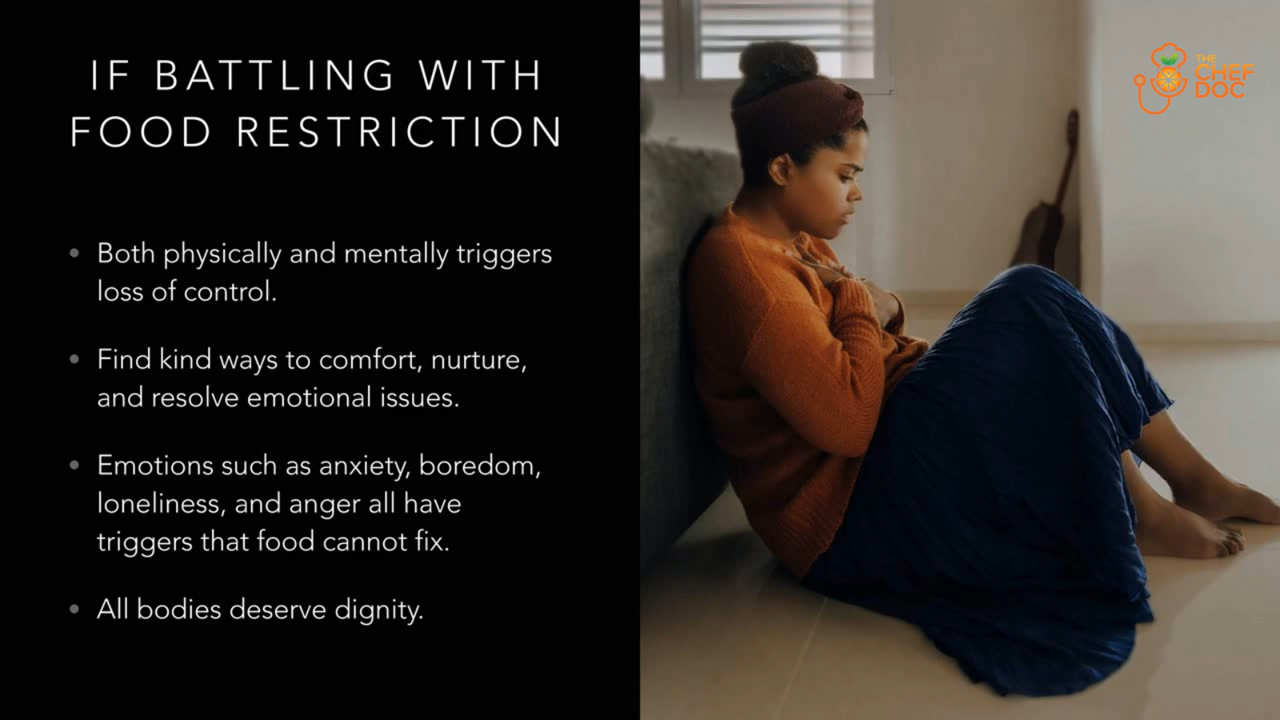 IF BATTLING WITH
FOOD RESTRICTION
• Both physically and mentally triggers
loss of control.
• Find kind ways to comfort, nurture,
and resolve emotional issues.
• Emotions such as anxiety, boredom,
loneliness, and anger all have
triggers that food cannot fix.
• All bodies deserve dignity.
THE
CHEF
DOC